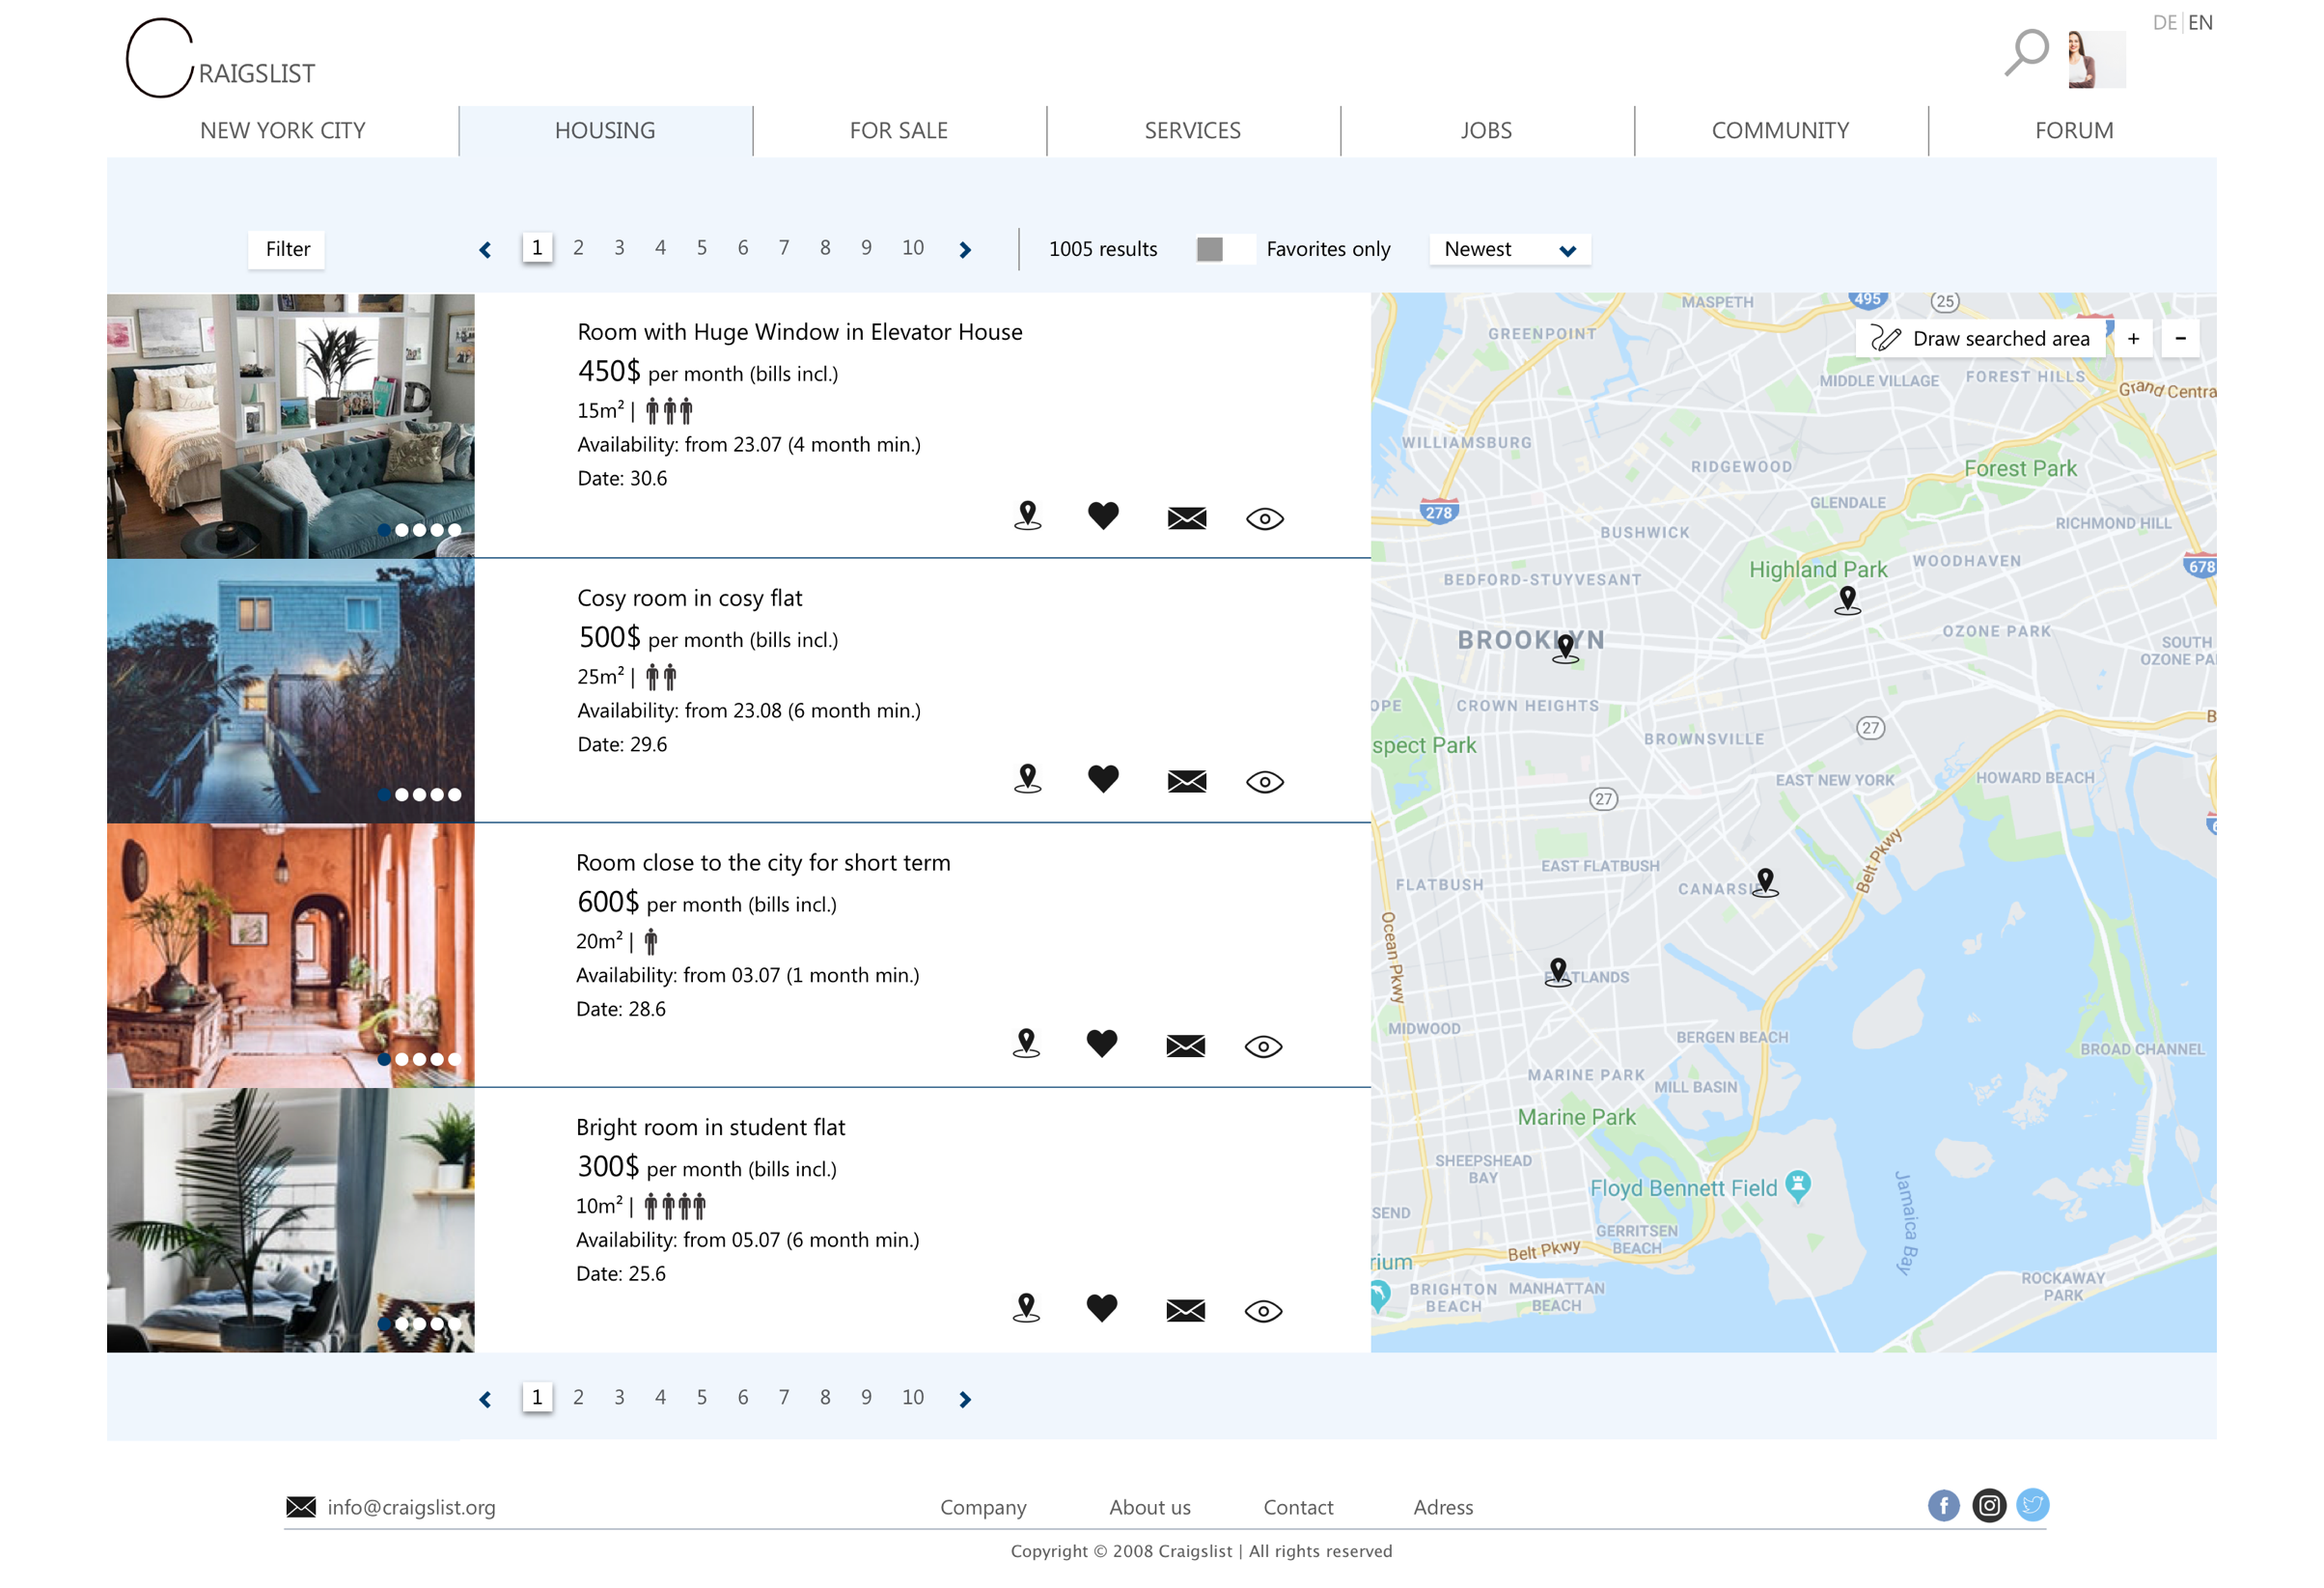 DE|EN
CRAIGSLIST
NEW YORK CITY
HOUSING
FOR SALE
SERVICES
JOBS
COMMUNITY
FORUM
Filter
1 2 3 4 5 6 7 8 9 10
1005 results
Favorites only
Newest
Room with Huge Window in Elevator House
450$ per month (bills incl.)
15m² |
Availability: from 23.07 (4 month min.)
Date: 30.6
D
Cosy room in cosy flat
500$ per month (bills incl.)
25m² |
Availability: from 23.08 (6 month min.)
Date: 29.6
Room close to the city for short term
600$ per month (bills incl.)
20m² |
Availability: from 03.07 (1 month min.)
Date: 28.6
Bright room in student flat
300$ per month (bills incl.)
10m² |
Availability: from 05.07 (6 month min.)
Date: 25.6
MASPETH
495
25
GREENPOINT
Draw searched area
+
-
MIDDLE VILLAGE
FOREST HILLS
Grand Centra
WILLIAMSBURG
RIDGEWOOD
Forest Park
GLENDALE
278
RICHMOND HILL
BUSHWICK
Highland Park
WOODHAVEN
678
BEDFORD-STUYVESANT
BROOKLYN
OZONE PARK
SOUTH
OZONE PA
OPE
CROWN HEIGHTS
B
27
spect Park
BROWNSVILLE
EAST NEW YORK
HOWARD BEACH
27
6
Belt Pkwy
EAST FLATBUSH
FLATBUSH
CANARSIE
Ocean Pkwy
FLATLANDS
MIDWOOD
BERGEN BEACH
BROAD CHANNEL
MARINE PARK
MILL BASIN
Marine Park
SHEEPSHEAD
BAY
Floyd Bennett Field
Jamaica Bay
SEND
GERRITSEN
BEACH
Belt Pkwy
rium
BRIGHTON
BEACH
MANHATTAN
BEACH
ROCKAWAY
PARK
1 2 3 4 5 6 7 8 9 10
info@craigslist.org
Company
About us
Contact
Adress
f
Copyright © 2008 Craigslist | All rights reserved